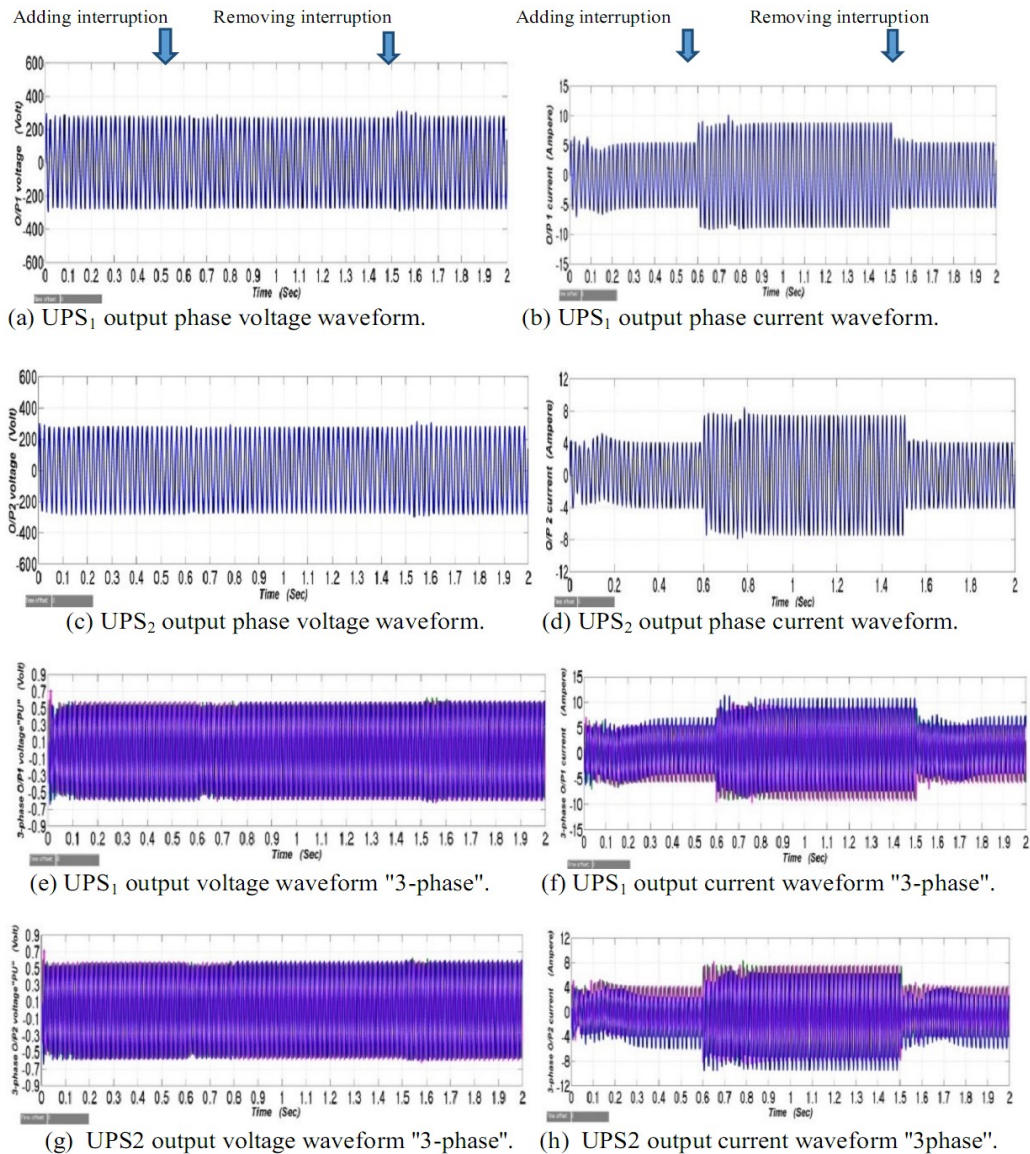 Adding interruption
Removing interruption
Adding interruption
Removing interruption
O/P1 voltage (Volt)
600
400
200
0
-200
-400
-600
0 0.1 0.2 0.3 0.4 0.5 0.6 0.7 0.8 0.9 1 1.1 1.2 1.3 1.4 1.5 1.6 1.7 1.8 1.9 2
Time (Sec)
Time offset: 0
(a) UPS₁ output phase voltage waveform.
O/P 1 current (Ampere)
15
10
5
0
-5
-10
-15
0 0.1 0.2 0.3 0.4 0.5 0.6 0.7 0.8 0.9 1 1.1 1.2 1.3 1.4 1.5 1.6 1.7 1.8 1.9 2
Time (Sec)
Time offset: 0
(b) UPS₁ output phase current waveform.
O/P2 voltage (Volt)
600
400
200
0
-200
-400
-600
0 0.1 0.2 0.3 0.4 0.5 0.6 0.7 0.8 0.9 1 1.1 1.2 1.3 1.4 1.5 1.6 1.7 1.8 1.9 2
Time (Sec)
(c) UPS₂ output phase voltage waveform.
O/P 2 current (Ampere)
12
8
4
0
-4
-8
-12
0 0.2 0.4 0.6 0.8 1 1.2 1.4 1.6 1.8 2
Time (Sec)
(d) UPS₂ output phase current waveform.
3-phase O/P1 voltage"PU" (Volt)
0.9
0.7
0.5
0.3
0.1
-0.1
-0.3
-0.5
-0.7
-0.9
0 0.1 0.2 0.3 0.4 0.5 0.6 0.7 0.8 0.9 1 1.1 1.2 1.3 1.4 1.5 1.6 1.7 1.8 1.9 2
Time (Sec)
(e) UPS₁ output voltage waveform "3-phase".
3-phase O/P1 current (Ampere)
15
10
5
0
-5
-10
-15
0 0.1 0.2 0.3 0.4 0.5 0.6 0.7 0.8 0.9 1 1.1 1.2 1.3 1.4 1.5 1.6 1.7 1.8 1.9 2
Time (Sec)
(f) UPS₁ output current waveform "3-phase".
3-phase O/P2 voltage"PU" (Volt)
0.9
0.7
0.5
0.3
0.1
-0.1
-0.3
-0.5
-0.7
-0.9
0 0.1 0.2 0.3 0.4 0.5 0.6 0.7 0.8 0.9 1 1.1 1.2 1.3 1.4 1.5 1.6 1.7 1.8 1.9 2
Time (Sec)
(g) UPS2 output voltage waveform "3-phase".
3-phase O/P2 current (Ampere)
12
8
4
0
-4
-8
-12
0 0.1 0.2 0.3 0.4 0.5 0.6 0.7 0.8 0.9 1 1.1 1.2 1.3 1.4 1.5 1.6 1.7 1.8 1.9 2
Time (Sec)
(h) UPS2 output current waveform "3phase".